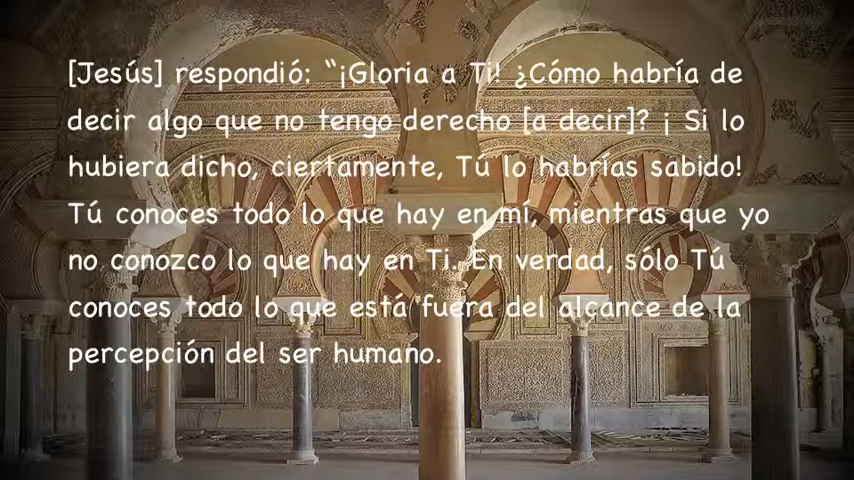 [Jesús] respondió: “¡Gloria a Ti! ¿Cómo habría de
decir algo que no tengo derecho [a decir]? ¡ Si lo
hubiera dicho, ciertamente, Tú lo habrías sabido!
Tú conoces todo lo que hay en mí, mientras que yo
no conozco lo que hay en Ti. En verdad, sólo Tú
conoces todo lo que está fuera del alcance de la
percepción del ser humano.